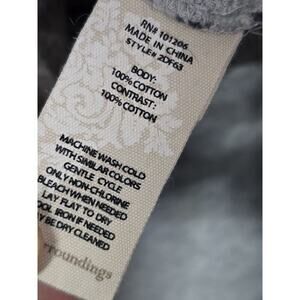 RN# 101206
MADE IN CHINA
STYLE# 2DF63
BODY:
100% COTTON
CONTRAST:
100% COTTON
MACHINE WASH COLD
WITH SIMILAR COLORS
GENTLE CYCLE
ONLY NON-CHLORINE
BLEACH WHEN NEEDED
LAY FLAT TO DRY
OOL IRON IF NEEDED
Y BE DRY CLEANED
rroundings